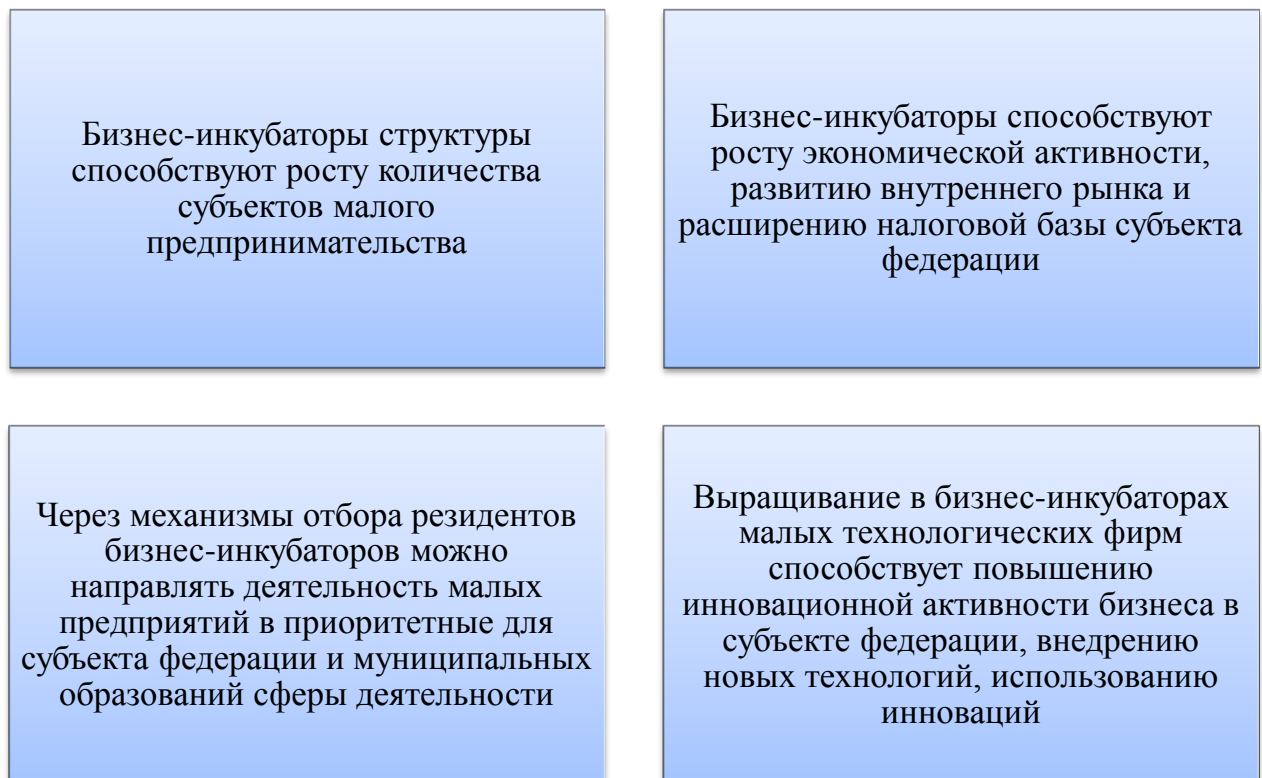 Бизнес-инкубаторы структуры
способствуют росту количества
субъектов малого
предпринимательства
Бизнес-инкубаторы способствуют
росту экономической активности,
развитию внутреннего рынка и
расширению налоговой базы субъекта
федерации
Через механизмы отбора резидентов
бизнес-инкубаторов можно
направлять деятельность малых
предприятий в приоритетные для
субъекта федерации и муниципальных
образований сферы деятельности
Выращивание в бизнес-инкубаторах
малых технологических фирм
способствует повышению
инновационной активности бизнеса в
субъекте федерации, внедрению
новых технологий, использованию
инноваций